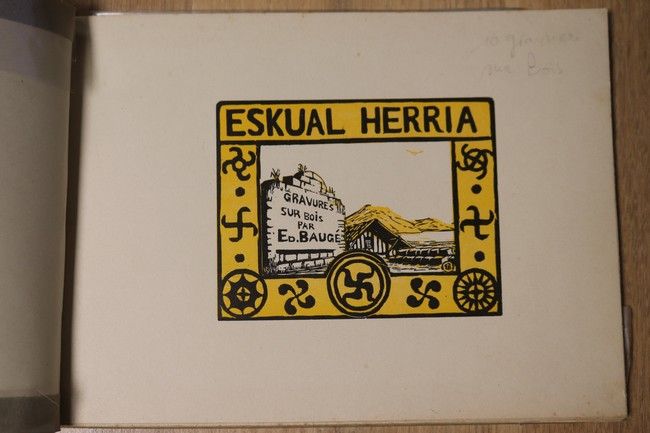 10 gravures
sur bois
ESKUAL HERRIA
GRAVURES
SUR BOIS
PAR
ED. BAUGÉ